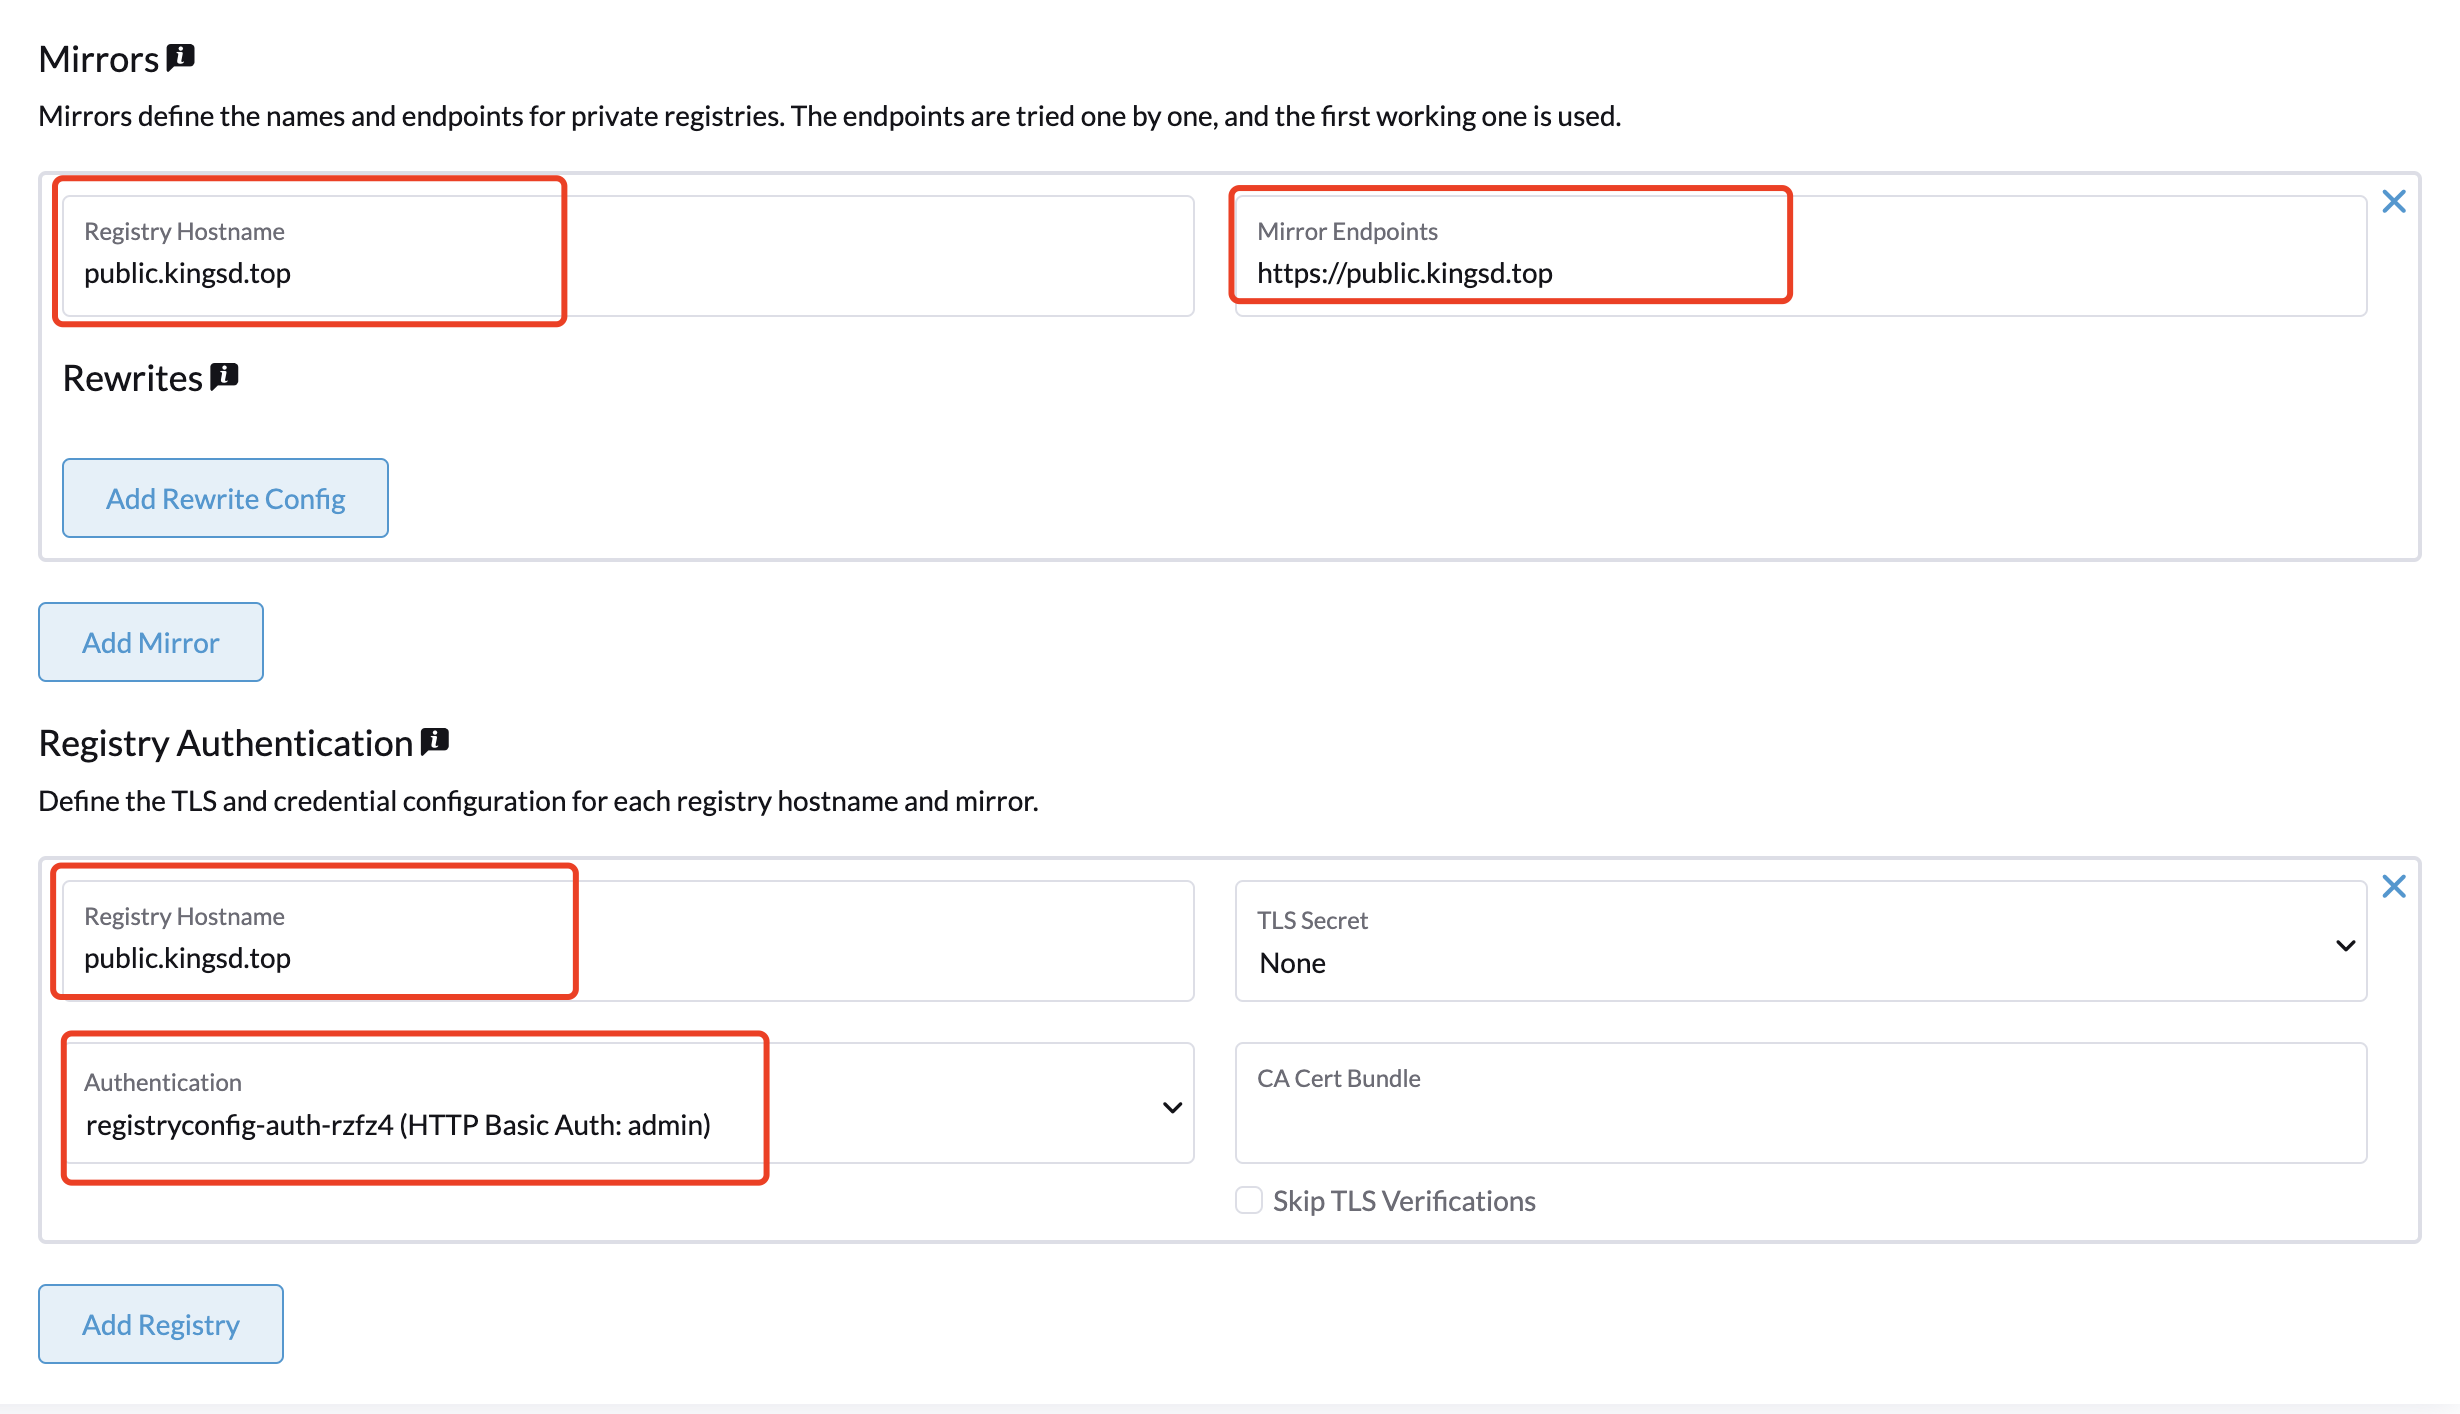 Mirrors
Mirrors define the names and endpoints for private registries. The endpoints are tried one by one, and the first working one is used.
Registry Hostname
public.kingsd.top
Mirror Endpoints
https://public.kingsd.top
Rewrites
Add Rewrite Config
Add Mirror
Registry Authentication
Define the TLS and credential configuration for each registry hostname and mirror.
Registry Hostname
public.kingsd.top
TLS Secret
None
Authentication
registryconfig-auth-rzfz4 (HTTP Basic Auth: admin)
CA Cert Bundle
Skip TLS Verifications
Add Registry